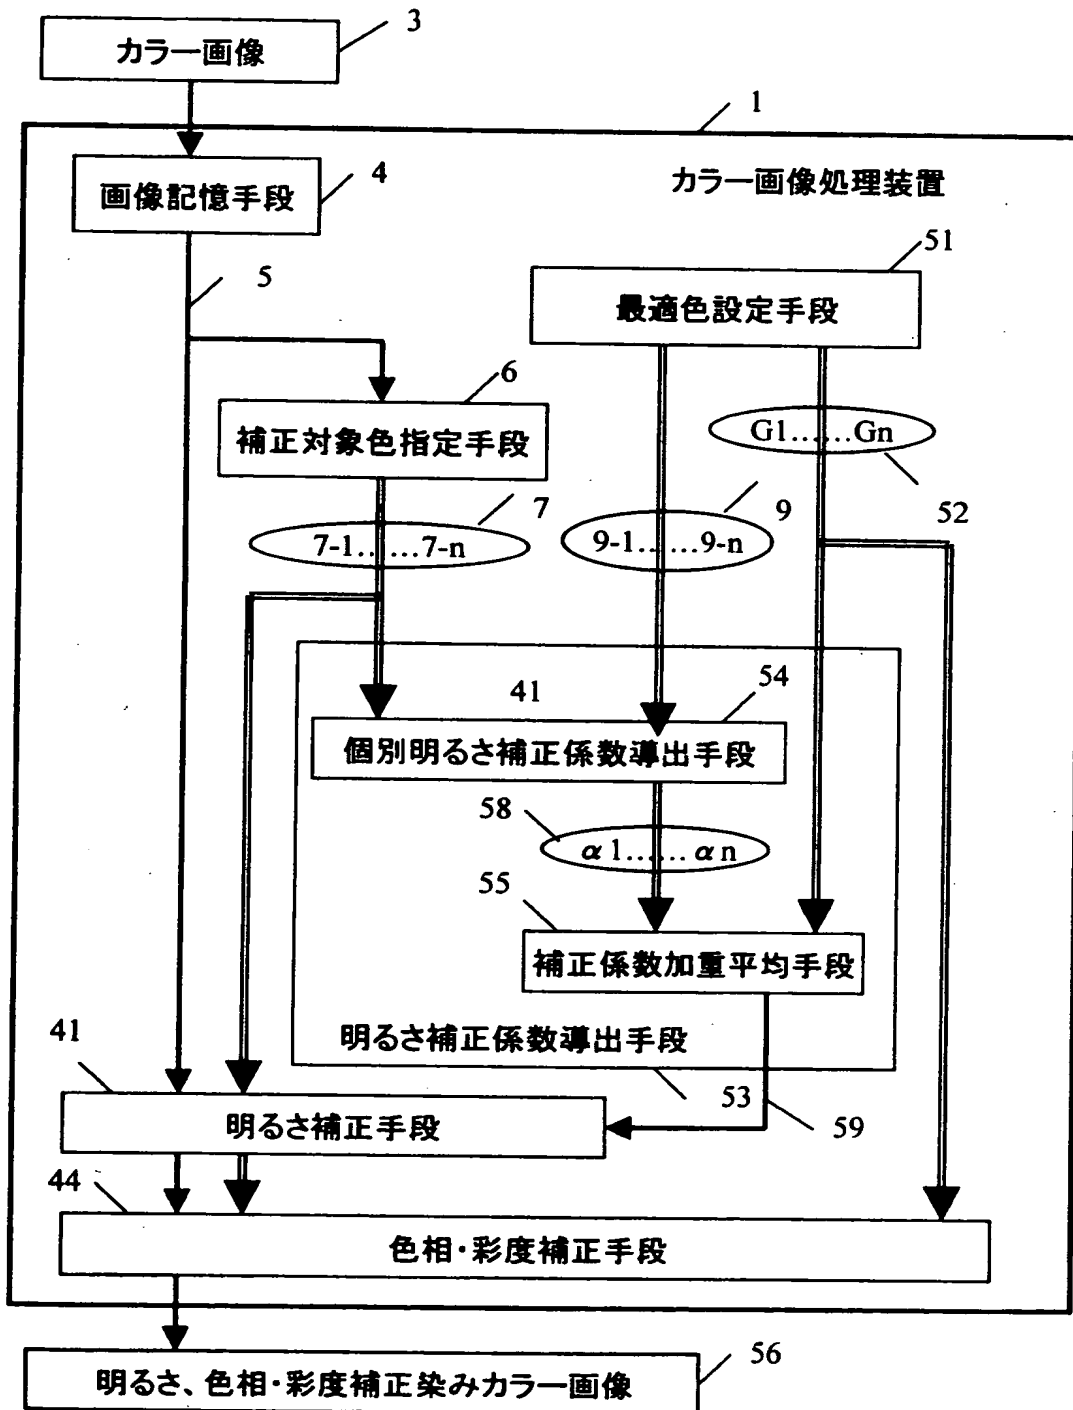 3
カラー画像
1
画像記憶手段
4
カラー画像処理装置
51
5
最適色設定手段
6
補正対象色指定手段
G1......Gn
52
7
9
7-1......7-n
9-1......9-n
41
54
個別明るさ補正係数導出手段
58
α1......αn
55
補正係数加重平均手段
明るさ補正係数導出手段
41
53
59
明るさ補正手段
44
色相・彩度補正手段
56
明るさ、色相・彩度補正染みカラー画像